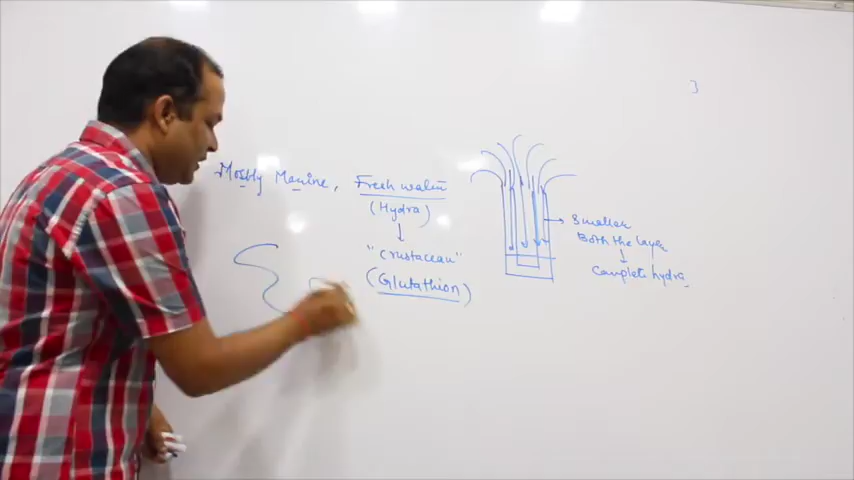 Mostly Marine, Fresh water
(Hydra)
"Crustacean"
(Glutathion)
Smaller
Both the layer
Complete hydra